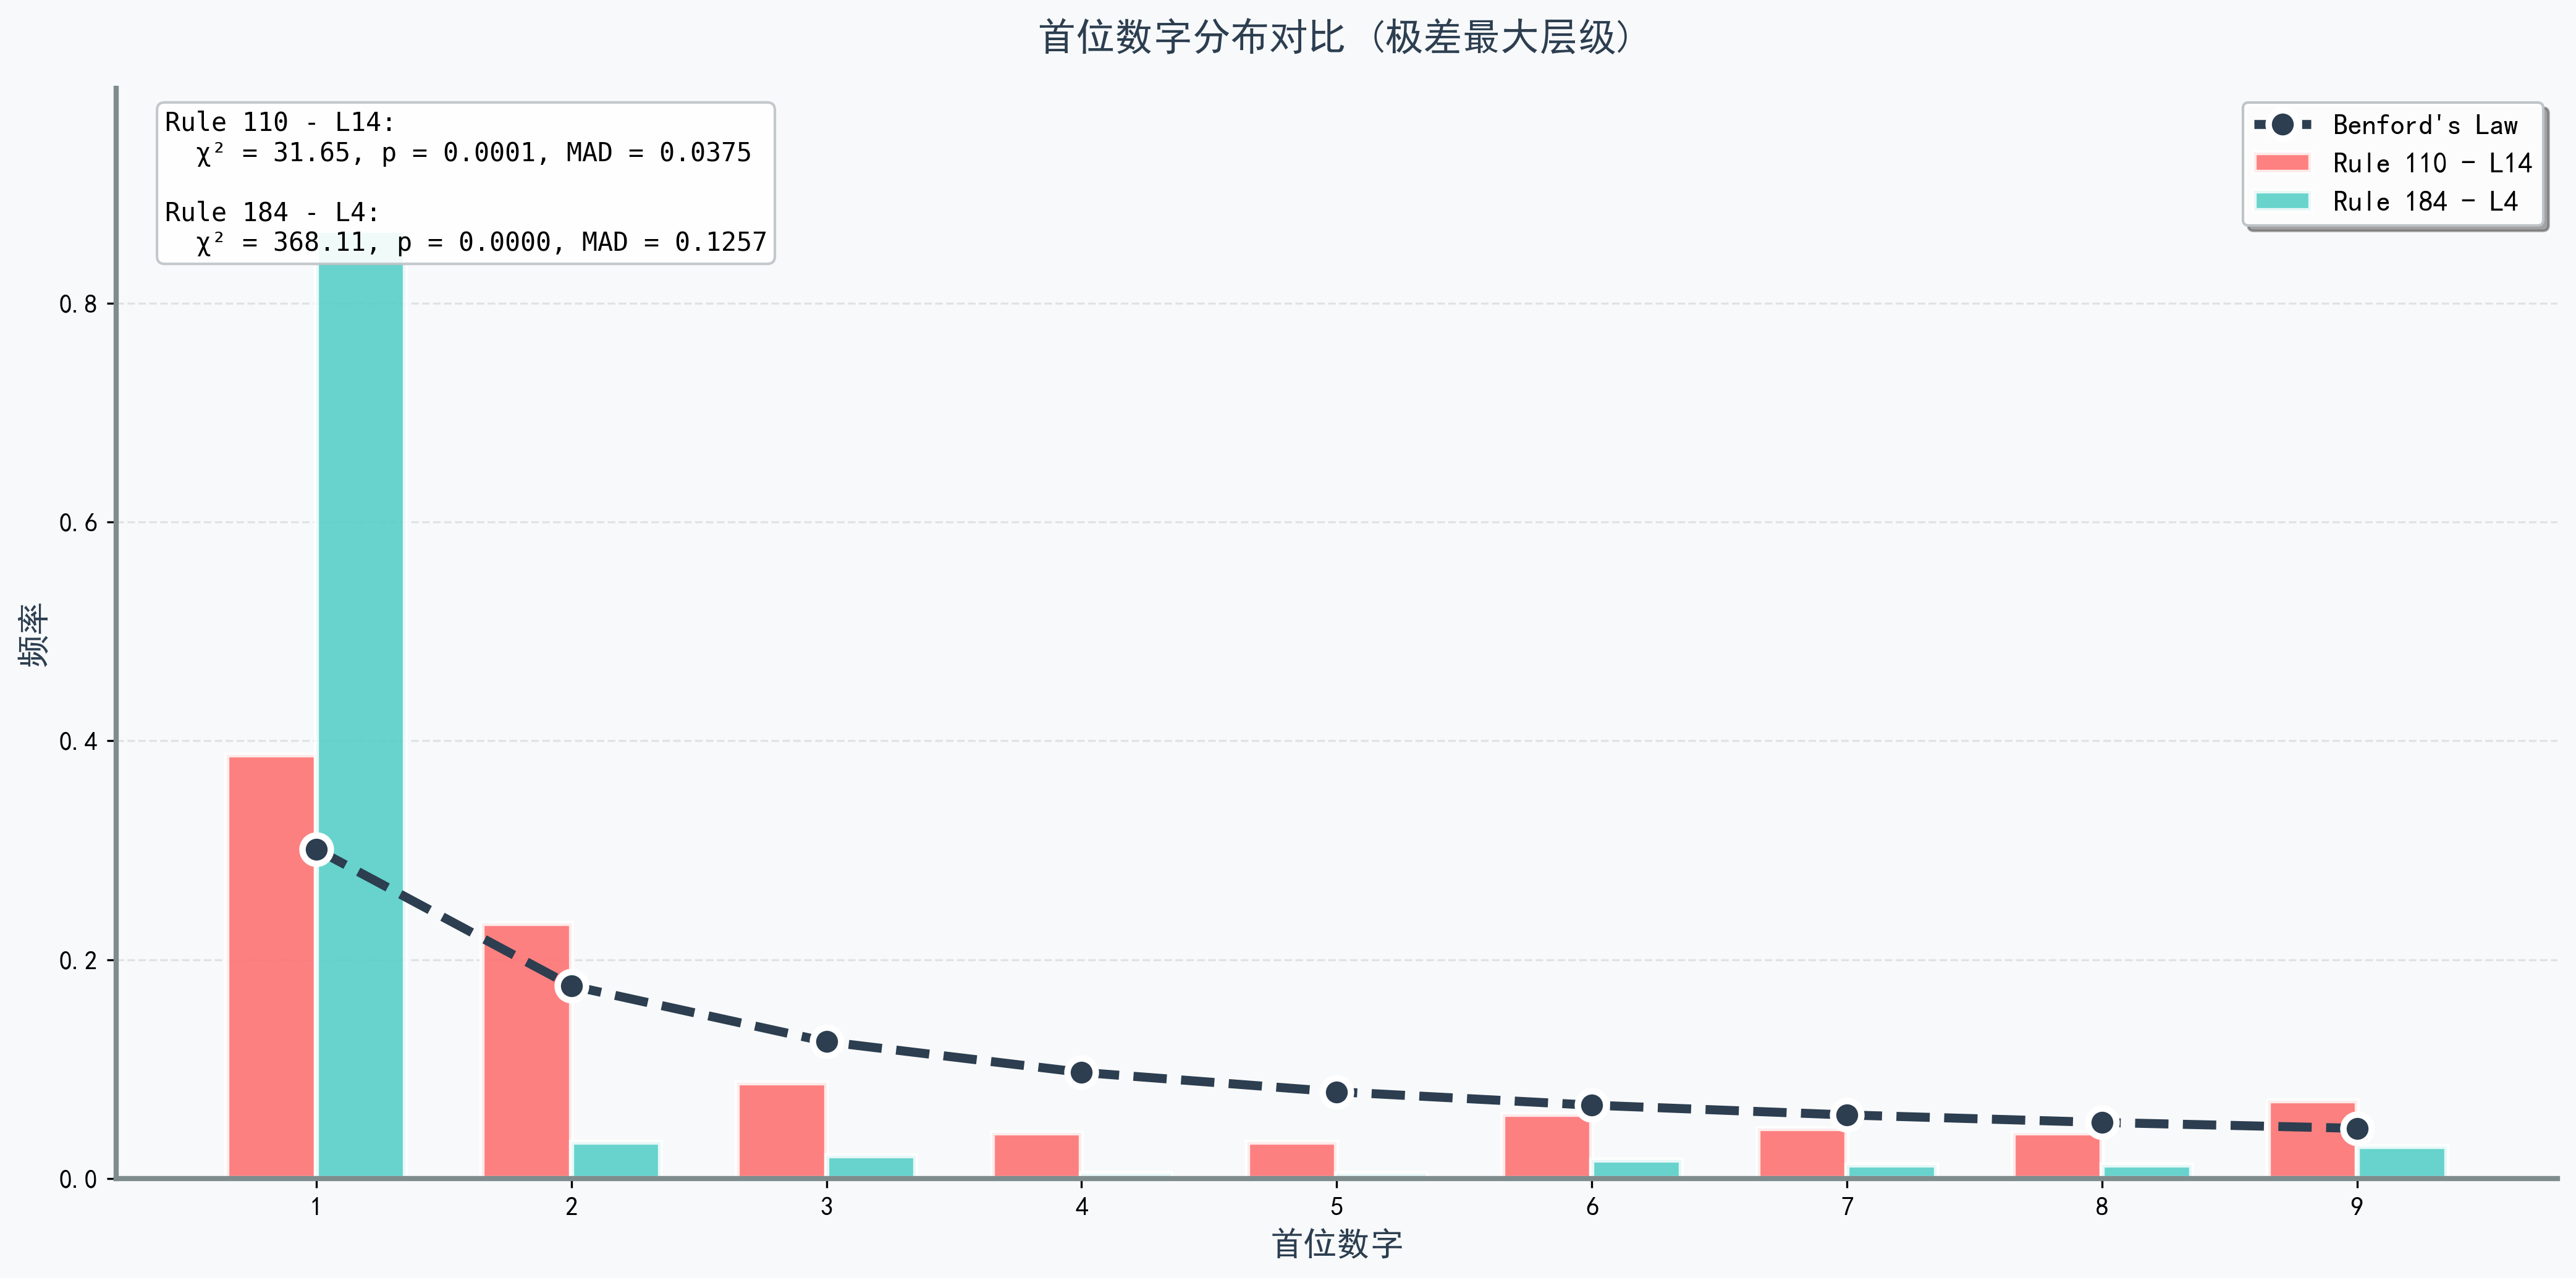 首位数字分布对比 (极差最大层级)
Rule 110 - L14:
χ² = 31.65, p = 0.0001, MAD = 0.0375
Rule 184 - L4:
χ² = 368.11, p = 0.0000, MAD = 0.1257
Benford's Law
Rule 110 - L14
Rule 184 - L4
频率
0.8
0.6
0.4
0.2
0.0
1 2 3 4 5 6 7 8 9
首位数字